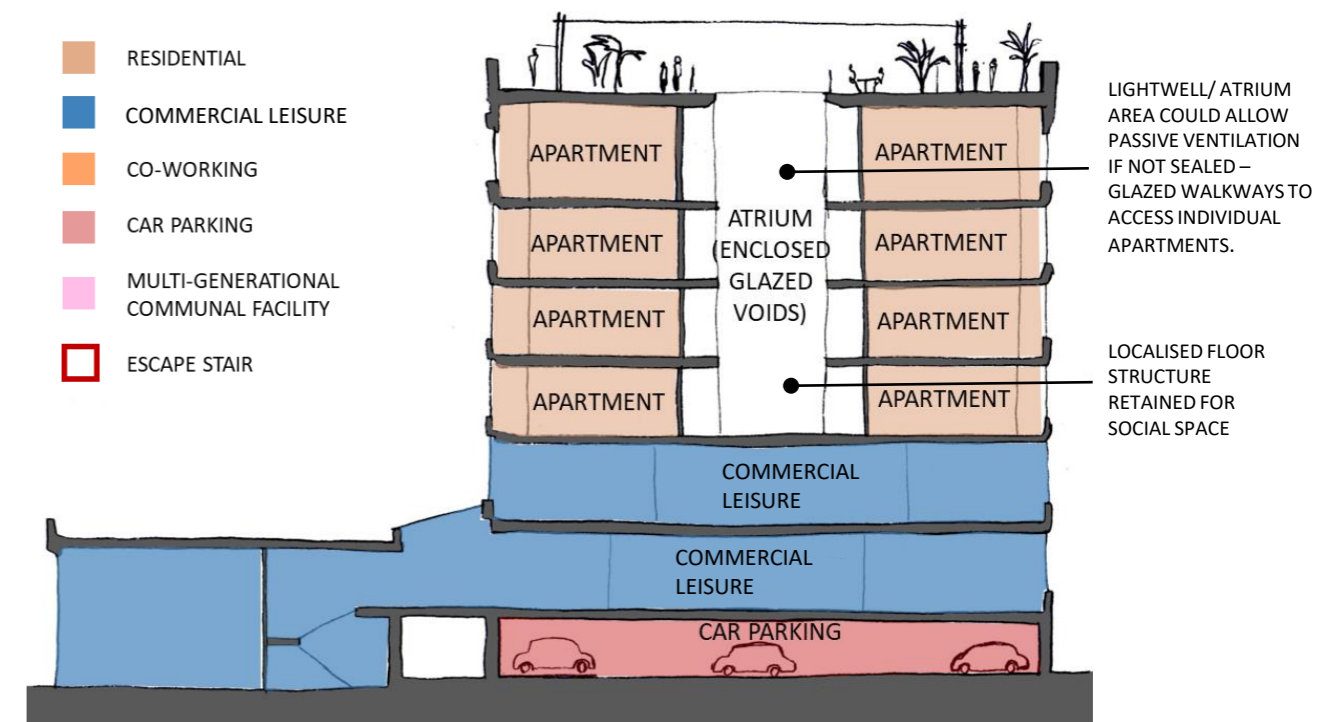 RESIDENTIAL
COMMERCIAL LEISURE
CO-WORKING
CAR PARKING
MULTI-GENERATIONAL
COMMUNAL FACILITY
ESCAPE STAIR
APARTMENT
APARTMENT
APARTMENT
APARTMENT
ATRIUM
(ENCLOSED
GLAZED
VOIDS)
APARTMENT
APARTMENT
APARTMENT
APARTMENT
COMMERCIAL
LEISURE
COMMERCIAL
LEISURE
CAR PARKING
LIGHTWELL/ ATRIUM
AREA COULD ALLOW
PASSIVE VENTILATION
IF NOT SEALED –
GLAZED WALKWAYS TO
ACCESS INDIVIDUAL
APARTMENTS.
LOCALISED FLOOR
STRUCTURE
RETAINED FOR
SOCIAL SPACE